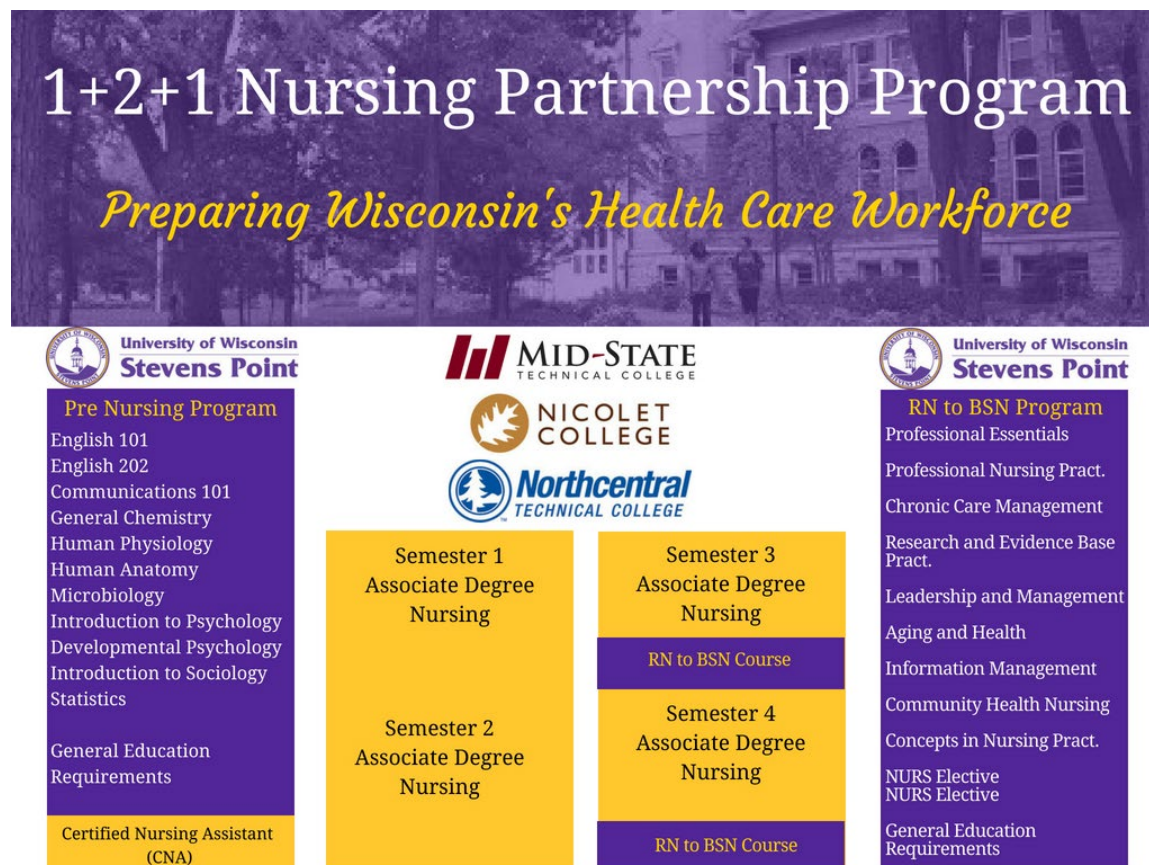 1+2+1 Nursing Partnership Program
Preparing Wisconsin's Health Care Workforce
University of Wisconsin
Stevens Point
Pre Nursing Program
English 101
English 202
Communications 101
General Chemistry
Human Physiology
Human Anatomy
Microbiology
Introduction to Psychology
Developmental Psychology
Introduction to Sociology
Statistics
General Education
Requirements
Certified Nursing Assistant
(CNA)
MID-STATE
TECHNICAL COLLEGE
NICOLET
COLLEGE
Northcentral
TECHNICAL COLLEGE
Semester 1
Associate Degree
Nursing
Semester 2
Associate Degree
Nursing
Semester 3
Associate Degree
Nursing
RN to BSN Course
Semester 4
Associate Degree
Nursing
RN to BSN Course
University of Wisconsin
Stevens Point
RN to BSN Program
Professional Essentials
Professional Nursing Pract.
Chronic Care Management
Research and Evidence Base
Pract.
Leadership and Management
Aging and Health
Information Management
Community Health Nursing
Concepts in Nursing Pract.
NURS Elective
NURS Elective
General Education
Requirements